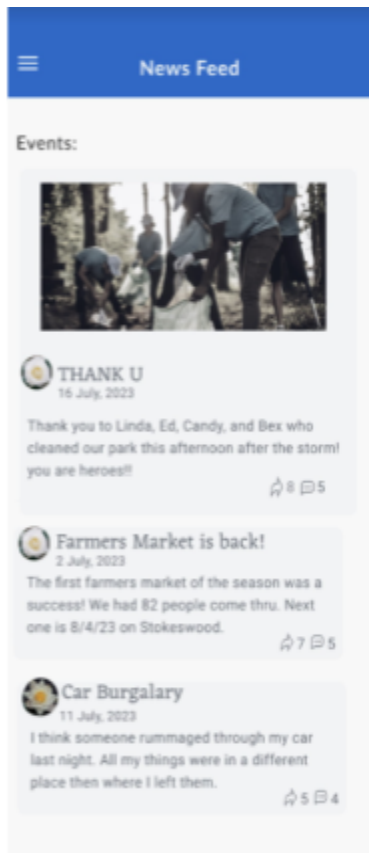 News Feed
Events:
THANK U
16 July, 2023
Thank you to Linda, Ed, Candy, and Bex who
cleaned our park this afternoon after the storm!
you are heroes!!
8 5
Farmers Market is back!
2 July, 2023
The first farmers market of the season was a
success! We had 82 people come thru. Next
one is 8/4/23 on Stokeswood.
7 5
Car Burgalary
11 July, 2023
I think someone rummaged through my car
last night. All my things were in a different
place then where I left them.
5 4